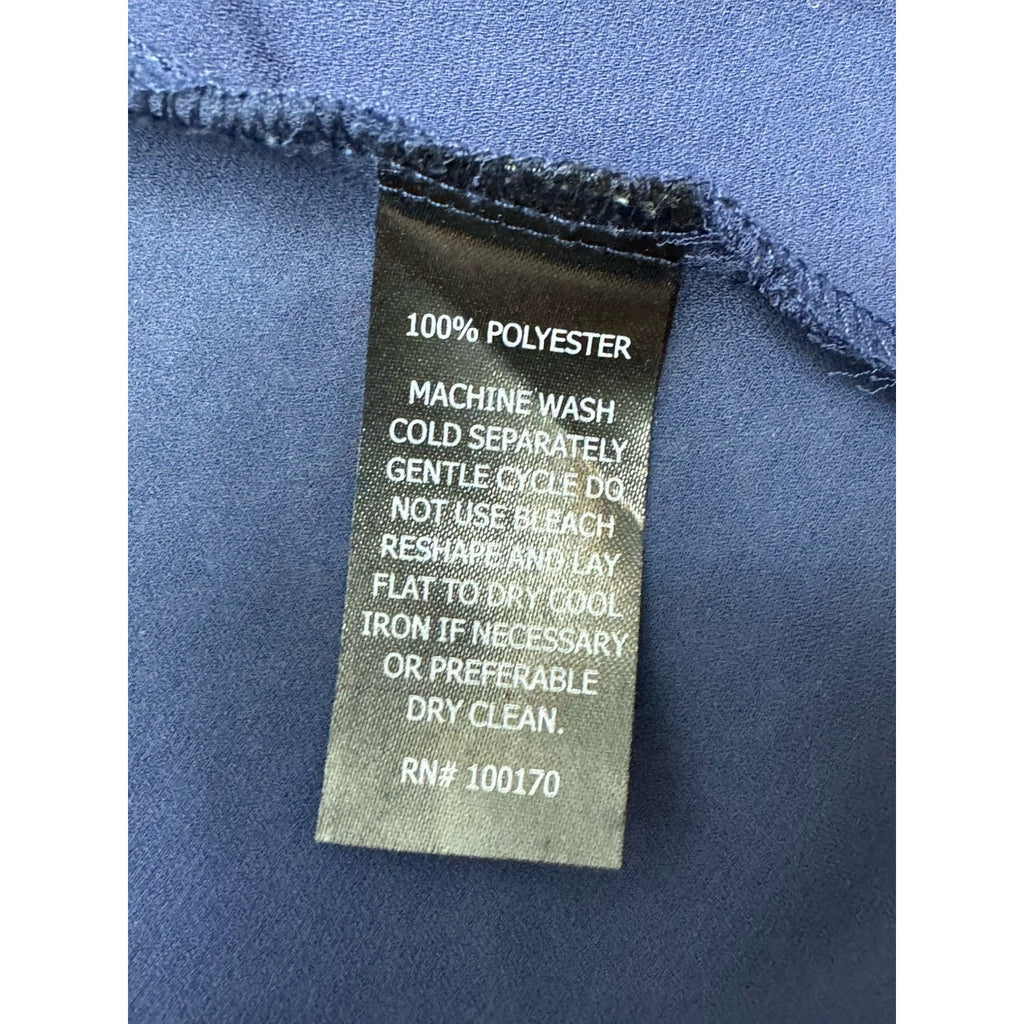 100% POLYESTER
MACHINE WASH
COLD SEPARATELY
GENTLE CYCLE DO
NOT USE BLEACH
RESHAPE AND LAY
FLAT TO DRY COOL
IRON IF NECESSARY
OR PREFERABLE
DRY CLEAN.
RN# 100170